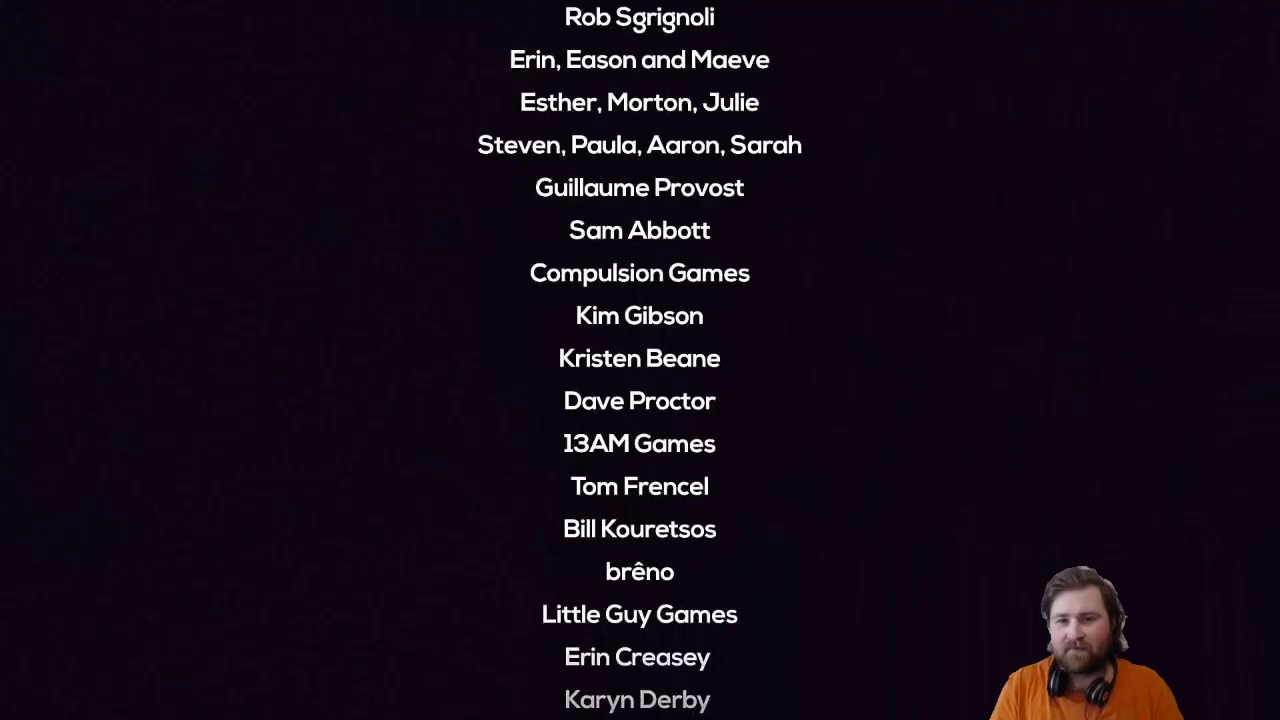 Rob Sgrignoli
Erin, Eason and Maeve
Esther, Morton, Julie
Steven, Paula, Aaron, Sarah
Guillaume Provost
Sam Abbott
Compulsion Games
Kim Gibson
Kristen Beane
Dave Proctor
13AM Games
Tom Frencel
Bill Kouretsos
brêno
Little Guy Games
Erin Creasey
Karyn Derby